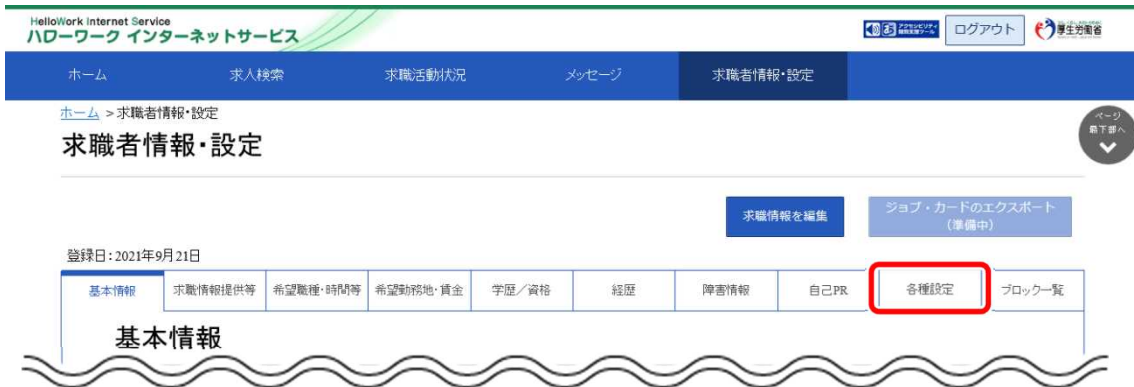 HelloWork Internet Service
ハローワーク インターネットサービス
ログアウト
厚生労働省
ホーム 求人検索 求職活動状況 メッセージ 求職者情報・設定
ホーム >求職者情報・設定
ページ
最下部へ
求職者情報・設定
求職情報を編集
ジョブ・カードのエクスポート
(準備中)
登録日:2021年9月21日
基本情報 求職情報提供等 希望職種・時間等 希望勤務地・賃金 学歴/資格 経歴 障害情報 自己PR 各種設定 ブロック一覧
基本情報